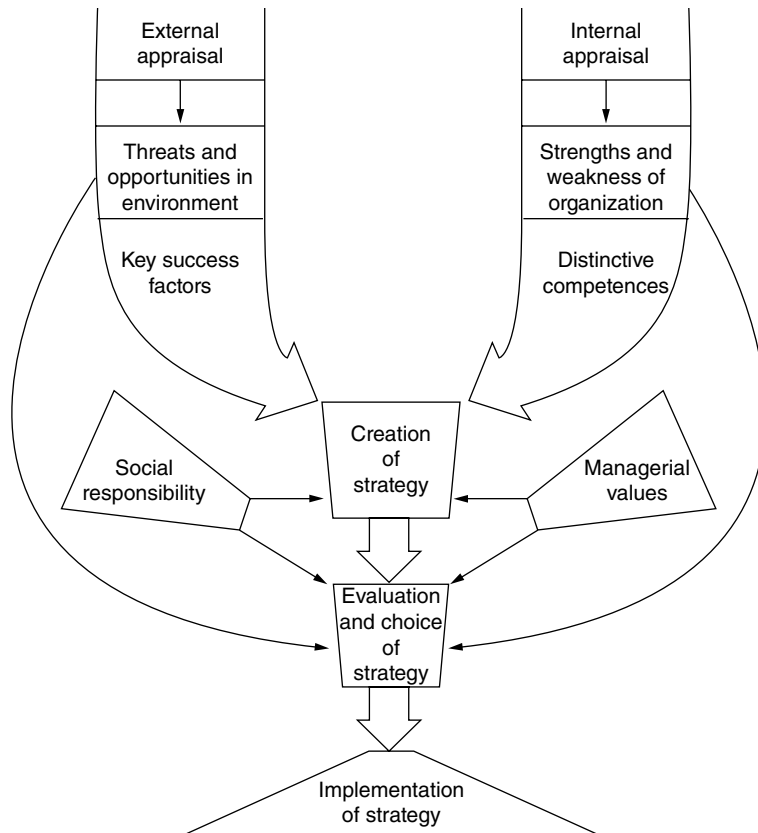 External
appraisal
Internal
appraisal
Threats and
opportunities in
environment
Strengths and
weakness of
organization
Key success
factors
Distinctive
competences
Creation
of
strategy
Social
responsibility
Managerial
values
Evaluation
and choice
of
strategy
Implementation
of strategy